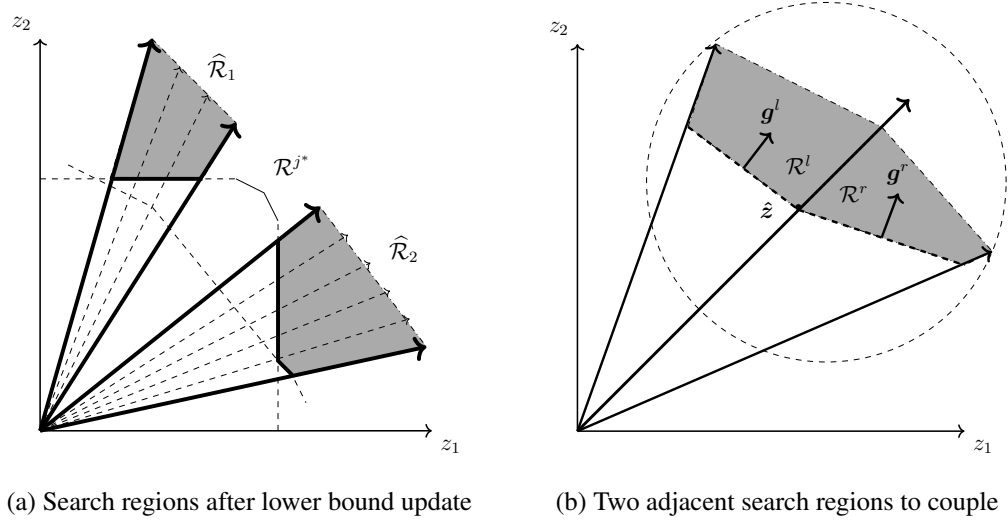 z₂
R̂₁
R^{j*}
R̂₂
z₁
(a) Search regions after lower bound update
z₂
g^l
R^l
g^r
R^r
ẑ
z₁
(b) Two adjacent search regions to couple